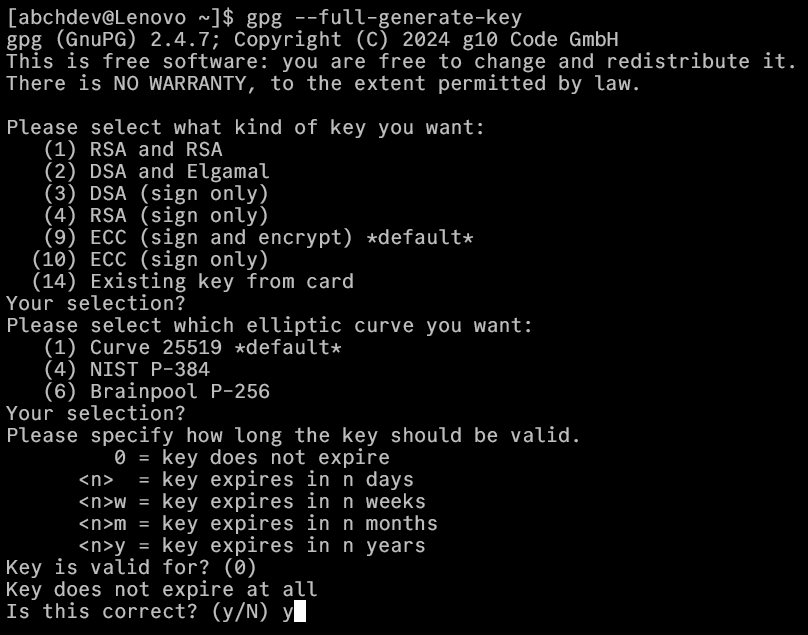 [abchdev@Lenovo ~]$ gpg --full-generate-key
gpg (GnuPG) 2.4.7; Copyright (C) 2024 g10 Code GmbH
This is free software: you are free to change and redistribute it.
There is NO WARRANTY, to the extent permitted by law.

Please select what kind of key you want:
   (1) RSA and RSA
   (2) DSA and Elgamal
   (3) DSA (sign only)
   (4) RSA (sign only)
   (9) ECC (sign and encrypt) *default*
  (10) ECC (sign only)
  (14) Existing key from card
Your selection?
Please select which elliptic curve you want:
   (1) Curve 25519 *default*
   (4) NIST P-384
   (6) Brainpool P-256
Your selection?
Please specify how long the key should be valid.
         0 = key does not expire
      <n>  = key expires in n days
      <n>w = key expires in n weeks
      <n>m = key expires in n months
      <n>y = key expires in n years
Key is valid for? (0)
Key does not expire at all
Is this correct? (y/N) y